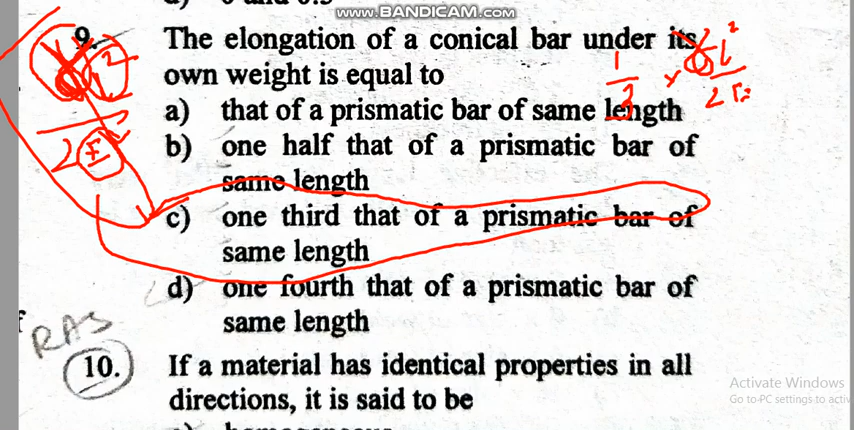 www.BANDICAM.com
9. The elongation of a conical bar under its
own weight is equal to
a) that of a prismatic bar of same length
b) one half that of a prismatic bar of
same length
c) one third that of a prismatic bar of
same length
d) one fourth that of a prismatic bar of
same length
RAS
10. If a material has identical properties in all
directions, it is said to be
Activate Windows
Go to PC settings to activ